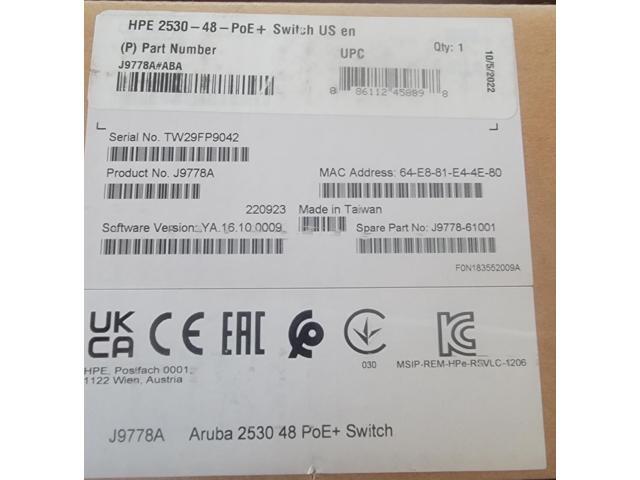 HPE 2530-48-PoE+ Switch US en
(P) Part Number
UPC
Qty: 1
J9778A#ABA
8 86112 45889 8
10/5/2022
Serial No. TW29FP9042
Product No. J9778A
MAC Address: 64-E8-81-E4-4E-80
220923 Made in Taiwan
Software Version: YA.16.10.0009
Spare Part No: J9778-61001
F0N183552009A
UK
CA
CE EAC
030
MSIP-REM-HPe-RSVLC-1206
HPE, Postfach 0001,
1122 Wien, Austria
J9778A Aruba 2530 48 PoE+ Switch